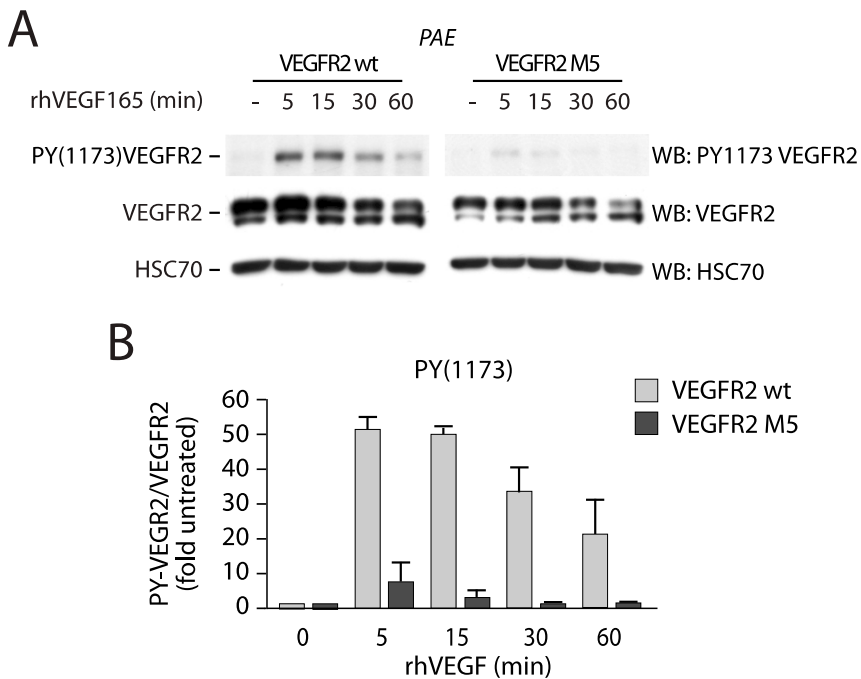 A
PAE
VEGFR2 wt VEGFR2 M5
rhVEGF165 (min) - 5 15 30 60 - 5 15 30 60
PY(1173)VEGFR2 – WB: PY1173 VEGFR2
VEGFR2 – WB: VEGFR2
HSC70 – WB: HSC70
B
PY(1173)
VEGFR2 wt
VEGFR2 M5
PY-VEGR2/VEGFR2
(fold untreated)
60
50
40
30
20
10
0
0 5 15 30 60
rhVEGF (min)